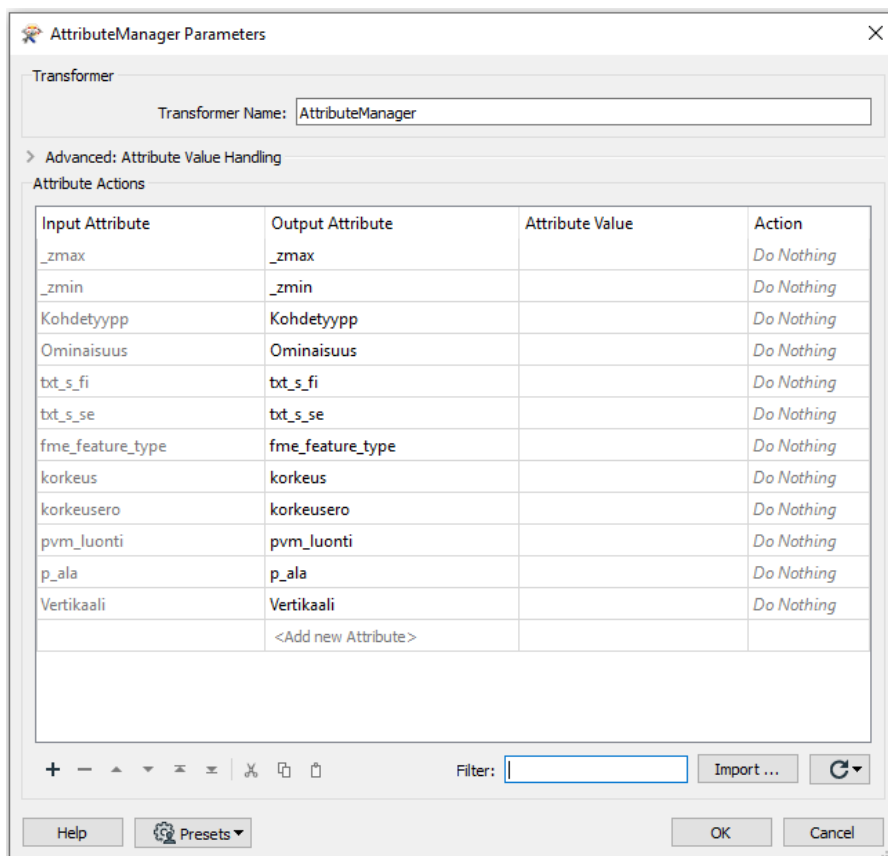 AttributeManager Parameters
Transformer
Transformer Name: AttributeManager
Advanced: Attribute Value Handling
Attribute Actions
Input Attribute Output Attribute Attribute Value Action
_zmax _zmax Do Nothing
_zmin _zmin Do Nothing
Kohdetyypp Kohdetyypp Do Nothing
Ominaisuus Ominaisuus Do Nothing
txt_s_fi txt_s_fi Do Nothing
txt_s_se txt_s_se Do Nothing
fme_feature_type fme_feature_type Do Nothing
korkeus korkeus Do Nothing
korkeusero korkeusero Do Nothing
pvm_luonti pvm_luonti Do Nothing
p_ala p_ala Do Nothing
Vertikaali Vertikaali Do Nothing
<Add new Attribute>
Filter: Import ...
Help Presets OK Cancel